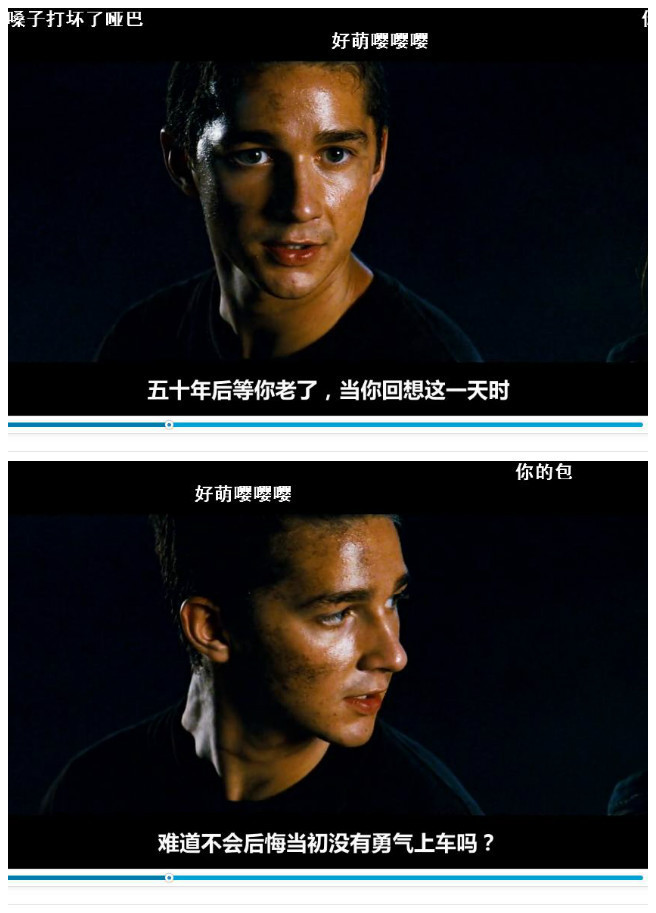 嗓子打坏了哑巴
好萌嘤嘤嘤
五十年后等你老了，当你回想这一天时
你的包
好萌嘤嘤嘤
难道不会后悔当初没有勇气上车吗？